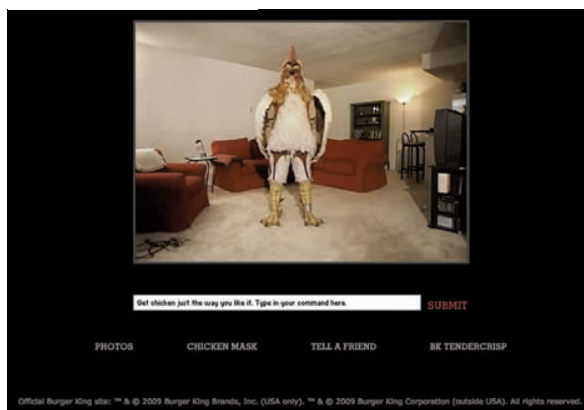 Get chicken just the way you like it. Type in your command here.
SUBMIT
PHOTOS CHICKEN MASK TELL A FRIEND BK TENDERCRISP
Official Burger King site: ™ & © 2009 Burger King Brands, Inc. (USA only). ™ & © 2009 Burger King Corporation (outside USA). All rights reserved.